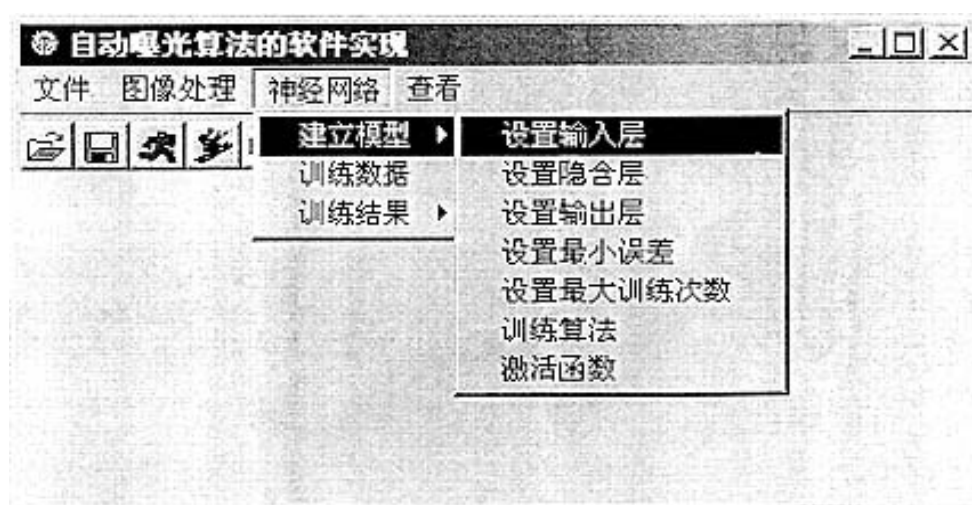 自动曝光算法的软件实现
文件 图像处理 神经网络 查看
建立模型 设置输入层
训练数据 设置隐含层
训练结果 设置输出层
设置最小误差
设置最大训练次数
训练算法
激活函数